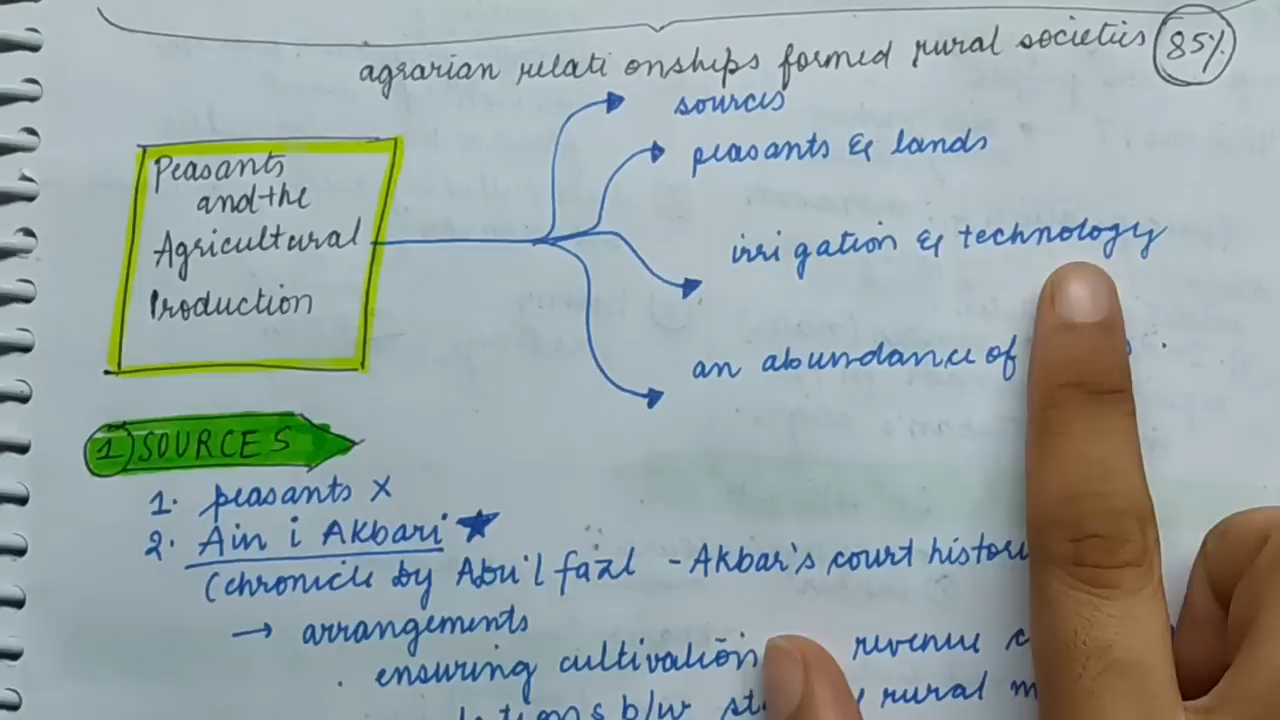 agrarian relationships formed rural societies 85%
sources
Peasants and the Agricultural Production
peasants & lands
irrigation & technology
an abundance of
1 SOURCES
1. peasants x
2. Ain i Akbari ★
(chronicle by Abu'l fazl - Akbar's court
→ arrangements
ensuring cultivation revenue
b/w rural